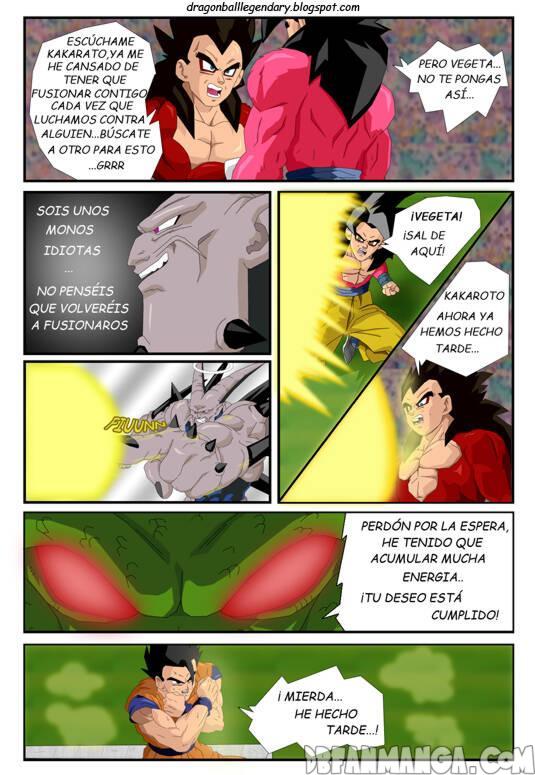 dragonballlegendary.blogspot.com
ESCÚCHAME
KAKARATO,YA ME
HE CANSADO DE
TENER QUE
FUSIONAR CONTIGO
CADA VEZ QUE
LUCHAMOS CONTRA
ALGUIEN...BÚSCATE
A OTRO PARA ESTO
...GRRR
PERO VEGETA...
NO TE PONGAS
ASÍ...
SOIS UNOS
MONOS
IDIOTAS
...
NO PENSÉIS
QUE VOLVERÉIS
A FUSIONAROS
¡VEGETA!
¡SAL DE
AQUÍ!
KAKAROTO
AHORA YA
HEMOS HECHO
TARDE...
PIUUNN
PERDÓN POR LA ESPERA,
HE TENIDO QUE
ACUMULAR MUCHA
ENERGIA..
¡TU DESEO ESTÁ
CUMPLIDO!
¡ MIERDA...
HE HECHO
TARDE...!
DBFANMANGA.COM